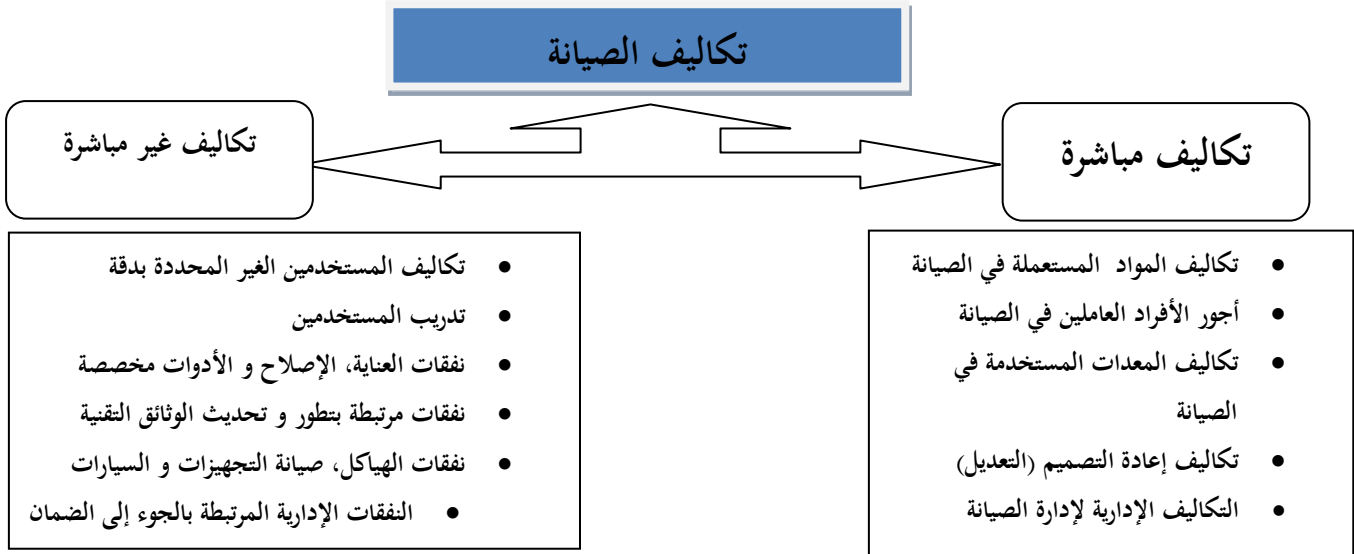 تكاليف الصيانة
تكاليف مباشرة
• تكاليف المواد المستعملة في الصيانة
• أجور الأفراد العاملين في الصيانة
• تكاليف المعدات المستخدمة في
الصيانة
• تكاليف إعادة التصميم (التعديل)
• التكاليف الإدارية لإدارة الصيانة
تكاليف غير مباشرة
• تكاليف المستخدمين الغير المحددة بدقة
• تدريب المستخدمين
• نفقات العناية، الإصلاح و الأدوات مخصصة
• نفقات مرتبطة بتطور و تحديث الوثائق التقنية
• نفقات الهياكل، صيانة التجهيزات و السيارات
• النفقات الإدارية المرتبطة بالجوء إلى الضمان